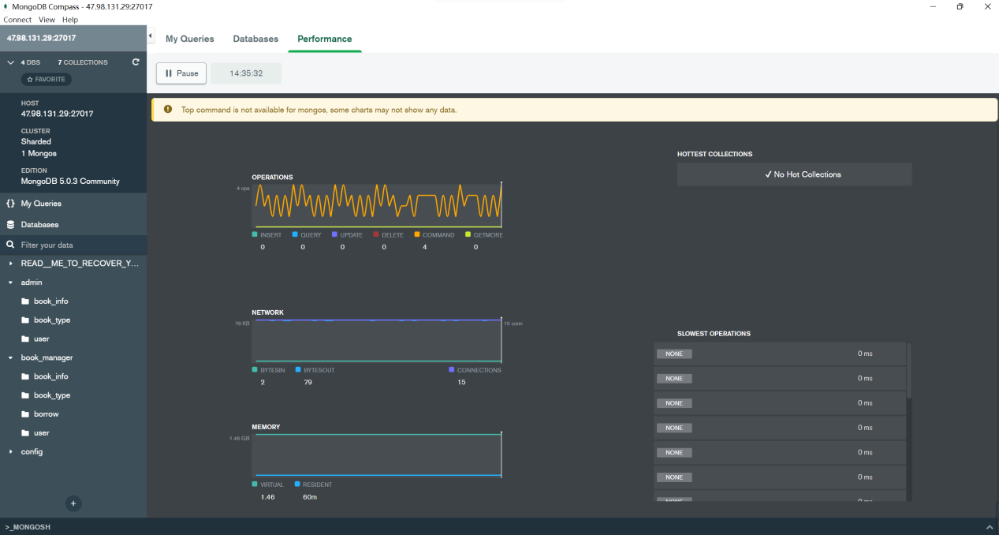 MongoDB Compass - 47.98.131.29:27017
Connect View Help
47.98.131.29:27017
4 DBS 7 COLLECTIONS
FAVORITE
HOST
47.98.131.29:27017
CLUSTER
Sharded
1 Mongos
EDITION
MongoDB 5.0.3 Community
{} My Queries
Databases
Filter your data
READ__ME_TO_RECOVER_Y...
admin
book_info
book_type
user
book_manager
book_info
book_type
borrow
user
config
+
>_MONGOSH
My Queries Databases Performance
Pause 14:35:32
Top command is not available for mongos, some charts may not show any data.
OPERATIONS
4 ops
INSERT QUERY UPDATE DELETE COMMAND GETMORE
0 0 0 0 4 0
NETWORK
79 KB 15 conn
BYTESIN BYTESOUT CONNECTIONS
2 79 15
MEMORY
1.46 GB
VIRTUAL RESIDENT
1.46 60m
HOTTEST COLLECTIONS
✓ No Hot Collections
SLOWEST OPERATIONS
NONE 0 ms
NONE 0 ms
NONE 0 ms
NONE 0 ms
NONE 0 ms
NONE 0 ms
NONE 0 ms